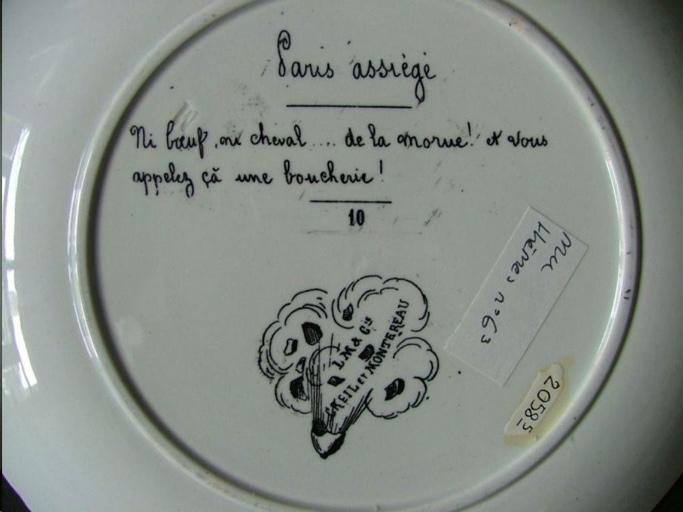 Paris assiégé
Ni bœuf, ni cheval .... de la morue! et vous
appelez çà une boucherie!
10
L.M & Cie
CREIL ET MONTEREAU
n°63
20585